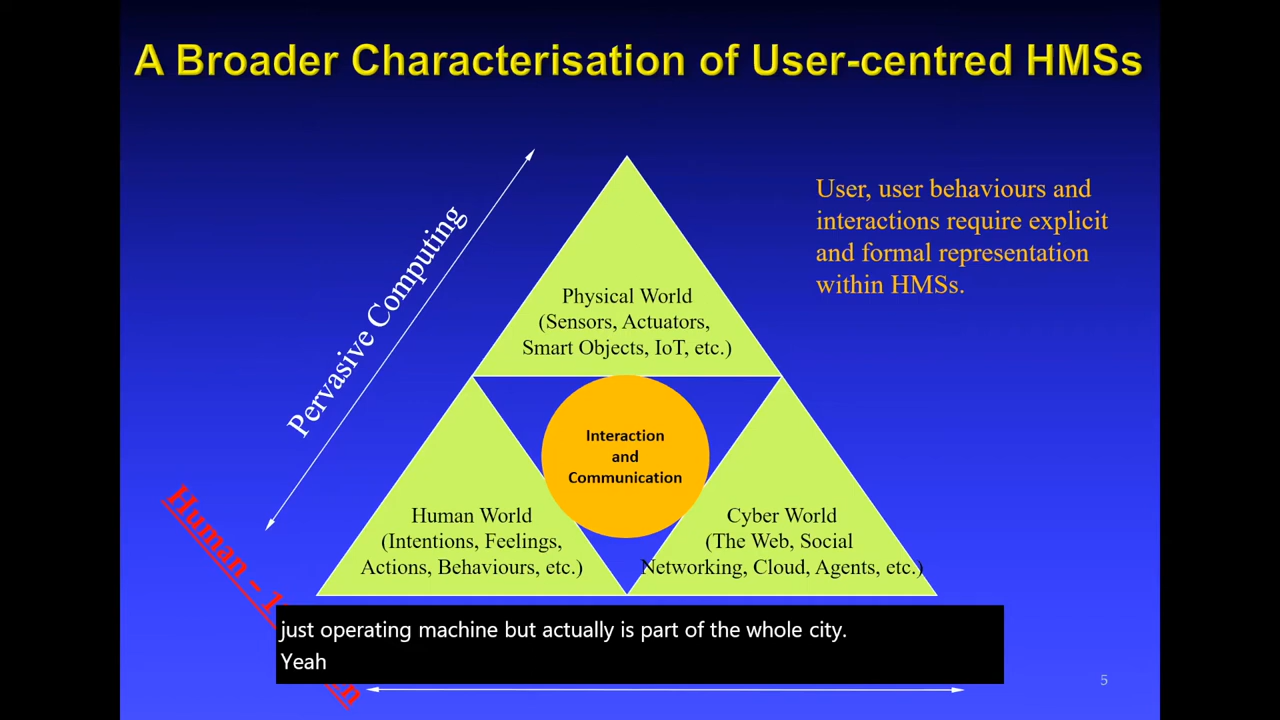 A Broader Characterisation of User-centred HMSs
User, user behaviours and
interactions require explicit
and formal representation
within HMSs.
Pervasive Computing
Physical World
(Sensors, Actuators,
Smart Objects, IoT, etc.)
Interaction
and
Communication
Human World
(Intentions, Feelings,
Actions, Behaviours, etc.)
Cyber World
(The Web, Social
Networking, Cloud, Agents, etc.)
Human –
just operating machine but actually is part of the whole city.
Yeah
5